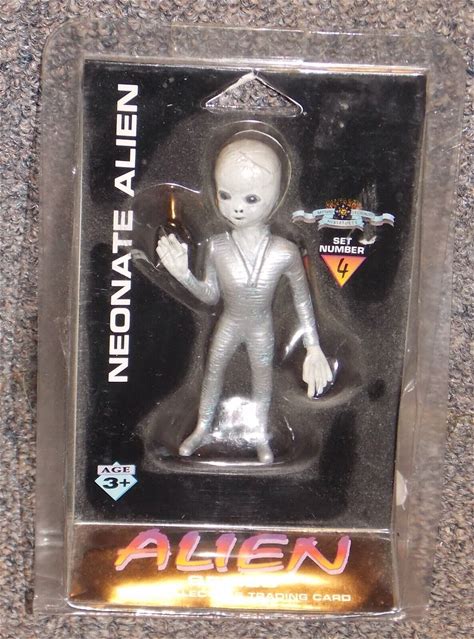 NEONATE ALIEN
SET
NUMBER
4
AGE
3+
ALIEN
TRADING CARD